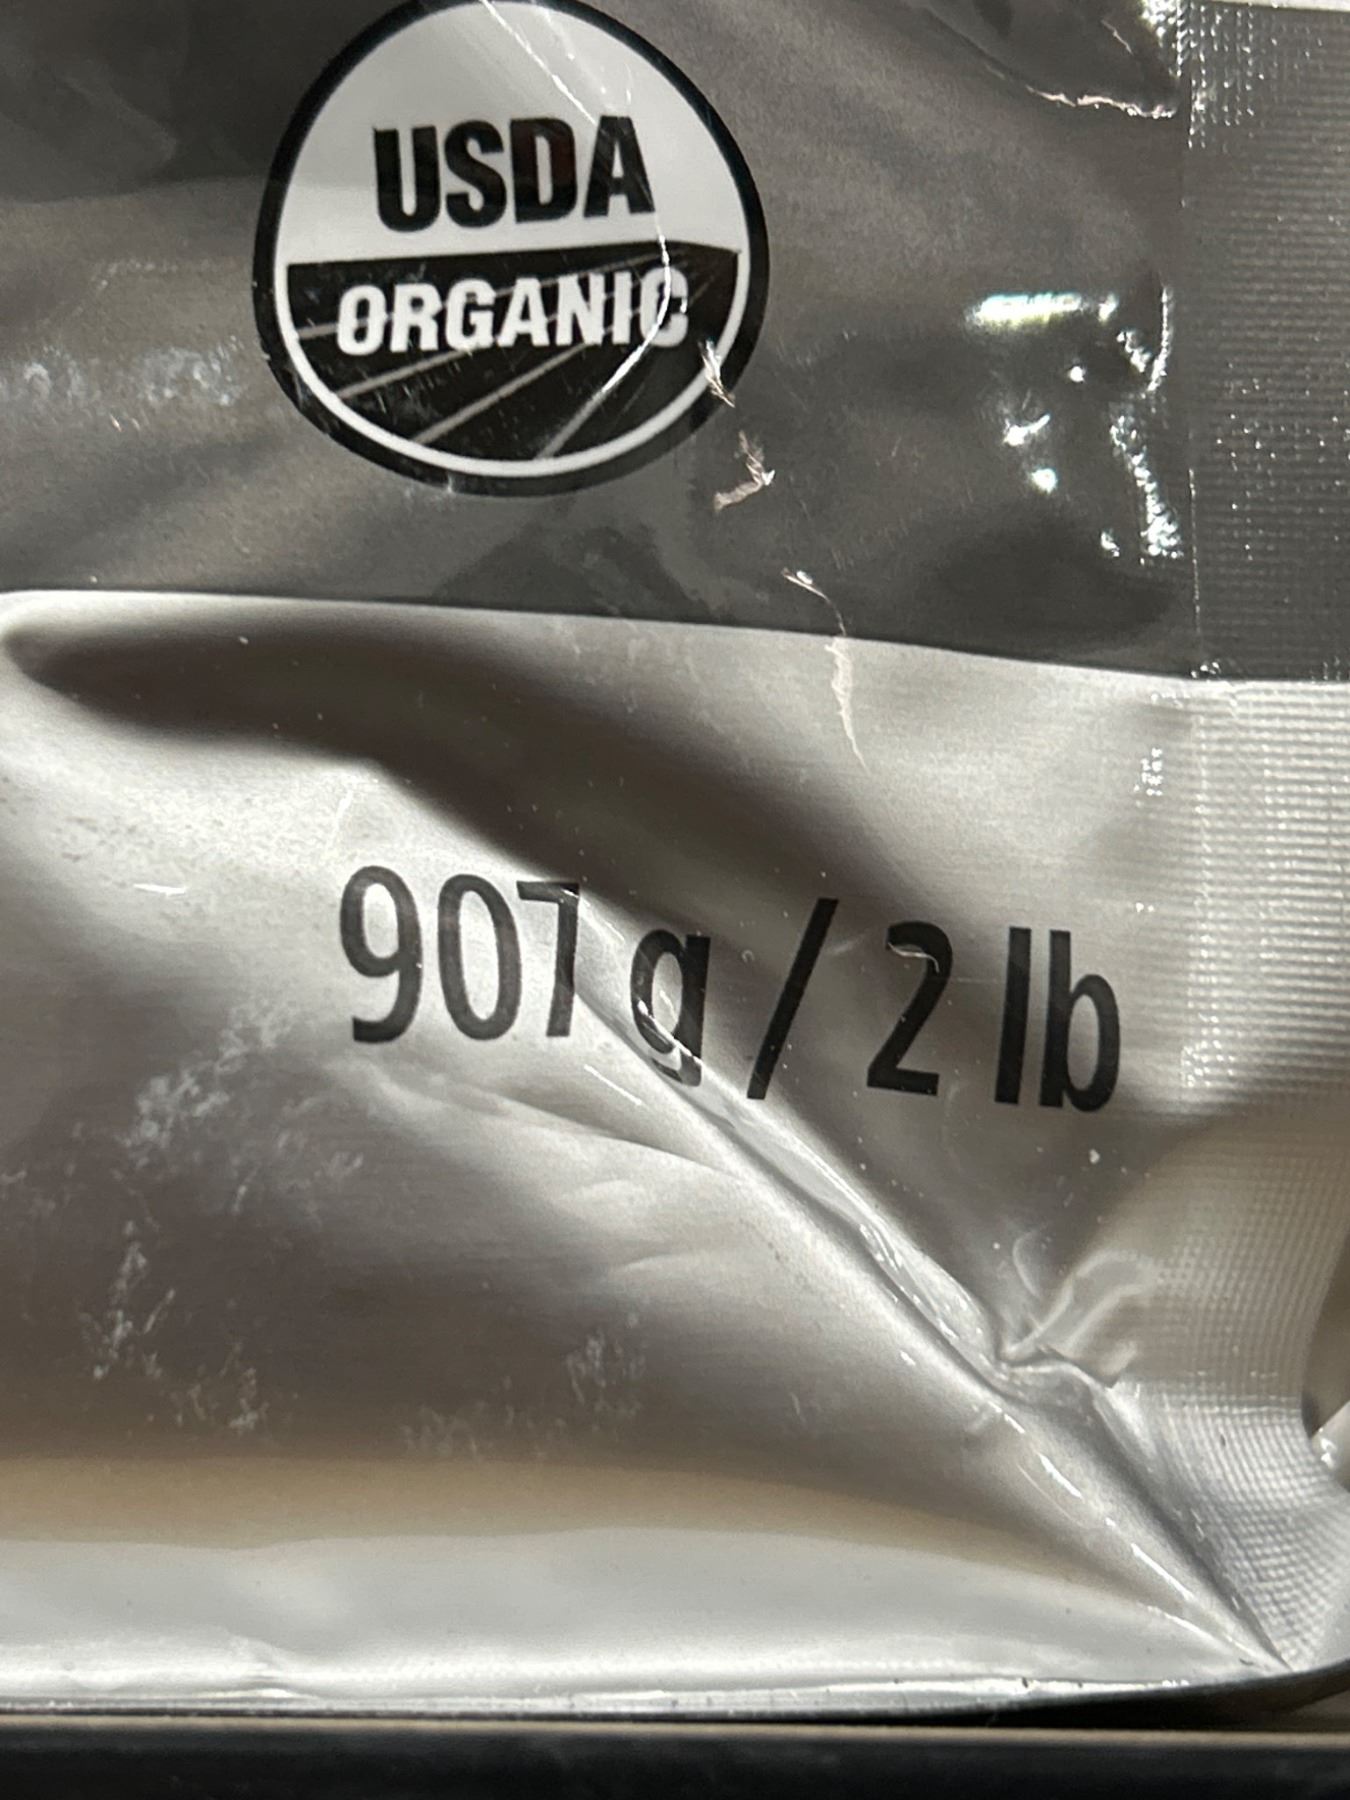 USDA
ORGANIC
907 g / 2 lb